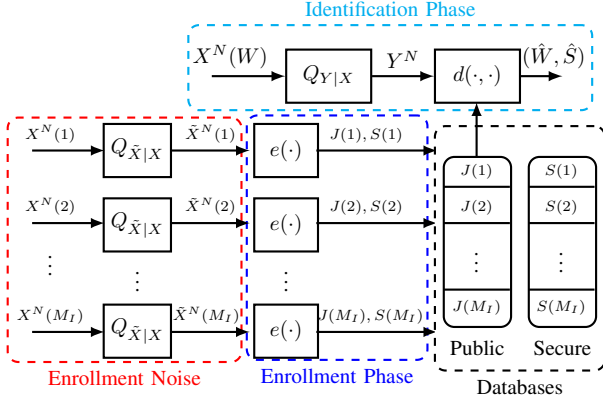 Identification Phase
X^N(W) Q_{Y|X} Y^N d(·, ·) (Ŵ, Ŝ)
X^N(1) Q_{X̃|X} X̃^N(1) e(·) J(1), S(1)
J(1) S(1)
X^N(2) Q_{X̃|X} X̃^N(2) e(·) J(2), S(2)
J(2) S(2)
⋮ ⋮ ⋮ ⋮ ⋮
X^N(M_I) Q_{X̃|X} X̃^N(M_I) e(·) J(M_I), S(M_I)
J(M_I) S(M_I)
Public Secure
Enrollment Noise Enrollment Phase
Databases